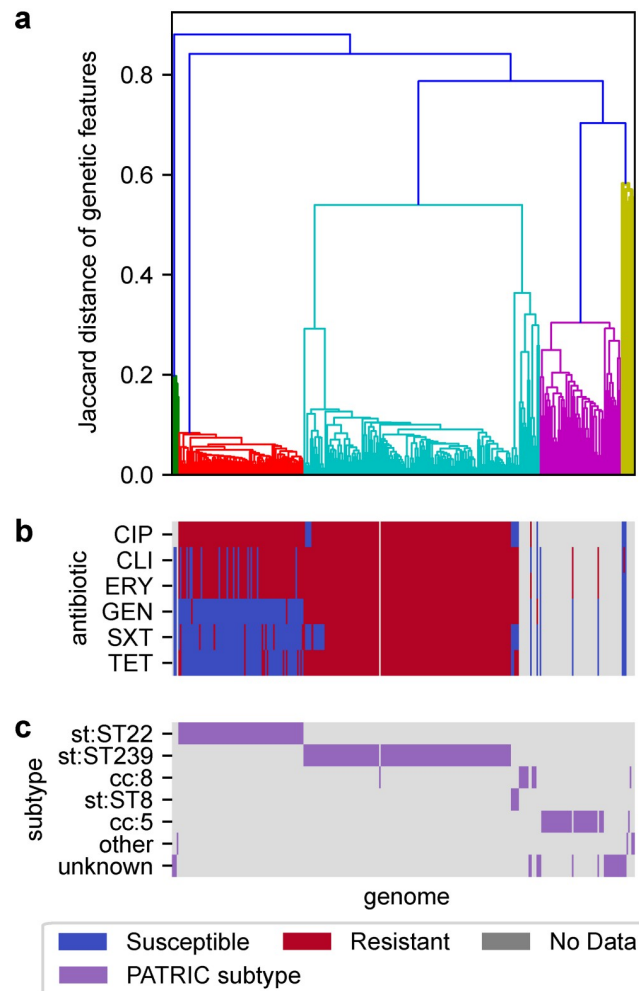 a
Jaccard distance of genetic features
0.8
0.6
0.4
0.2
0.0
b
antibiotic
CIP
CLI
ERY
GEN
SXT
TET
c
subtype
st:ST22
st:ST239
cc:8
st:ST8
cc:5
other
unknown
genome
Susceptible Resistant No Data
PATRIC subtype